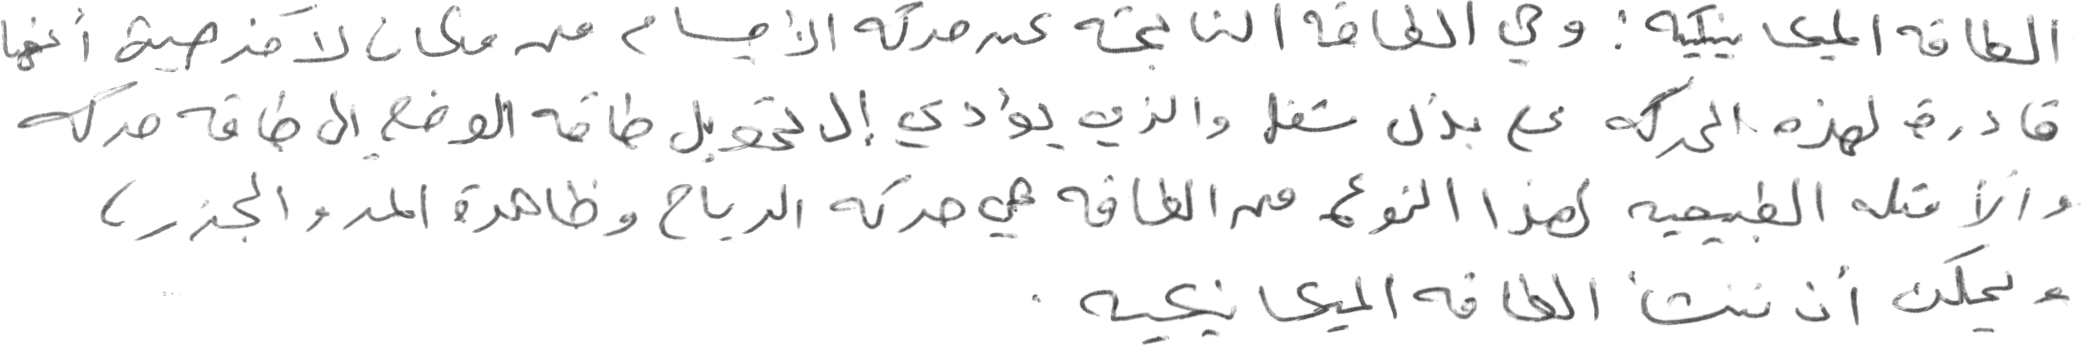 الطاقة الميكانيكية : وهي الطاقة الناتجة عن حركة الأجسام من مكان لآخر حيث أنها
قادرة لهذه الحركة على بذل شغل والذي يؤدي إلى تحويل طاقة الوضع إلى طاقة حركة
والأمثلة الطبيعية لهذا النوع من الطاقة هي حركة الرياح وظاهرة المد والجزر ،
ويمكن أن تنشأ الطاقة الميكانيكية .